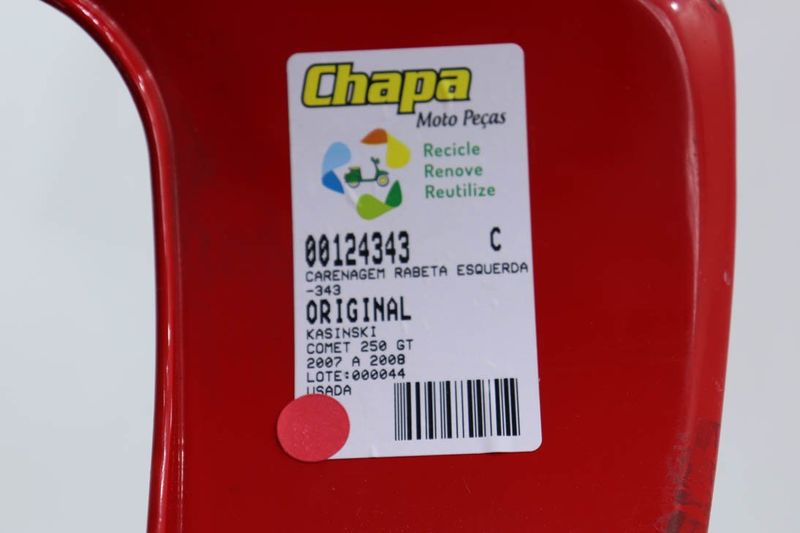 Chapa
Moto Peças
Recicle
Renove
Reutilize
00124343 C
CARENAGEM RABETA ESQUERDA
-343
ORIGINAL
KASINSKI
COMET 250 GT
2007 A 2008
LOTE:000044
USADA